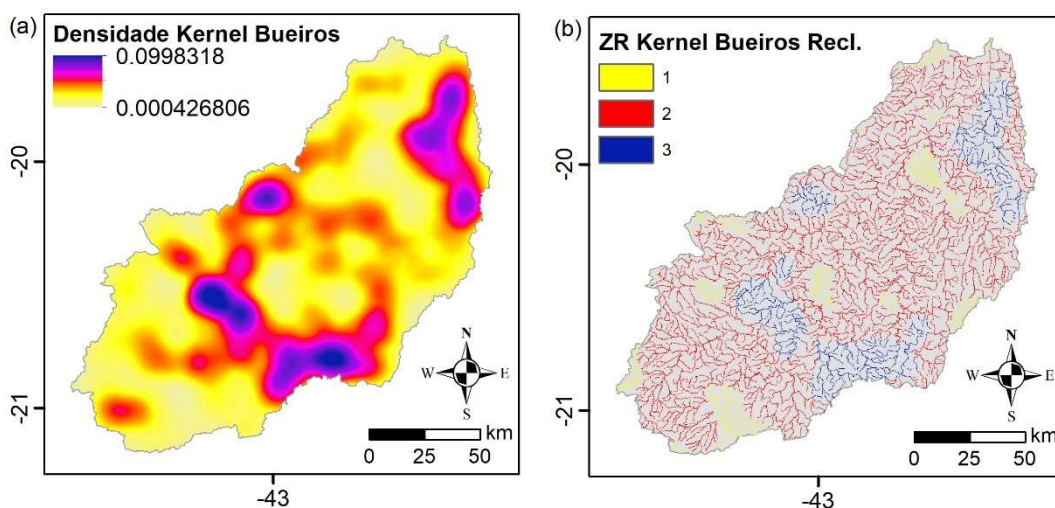 (a)
Densidade Kernel Bueiros
0.0998318
0.000426806
-20
-21
-43
N
W E
S
km
0 25 50
(b)
ZR Kernel Bueiros Recl.
1
2
3
-20
-21
-43
N
W E
S
km
0 25 50